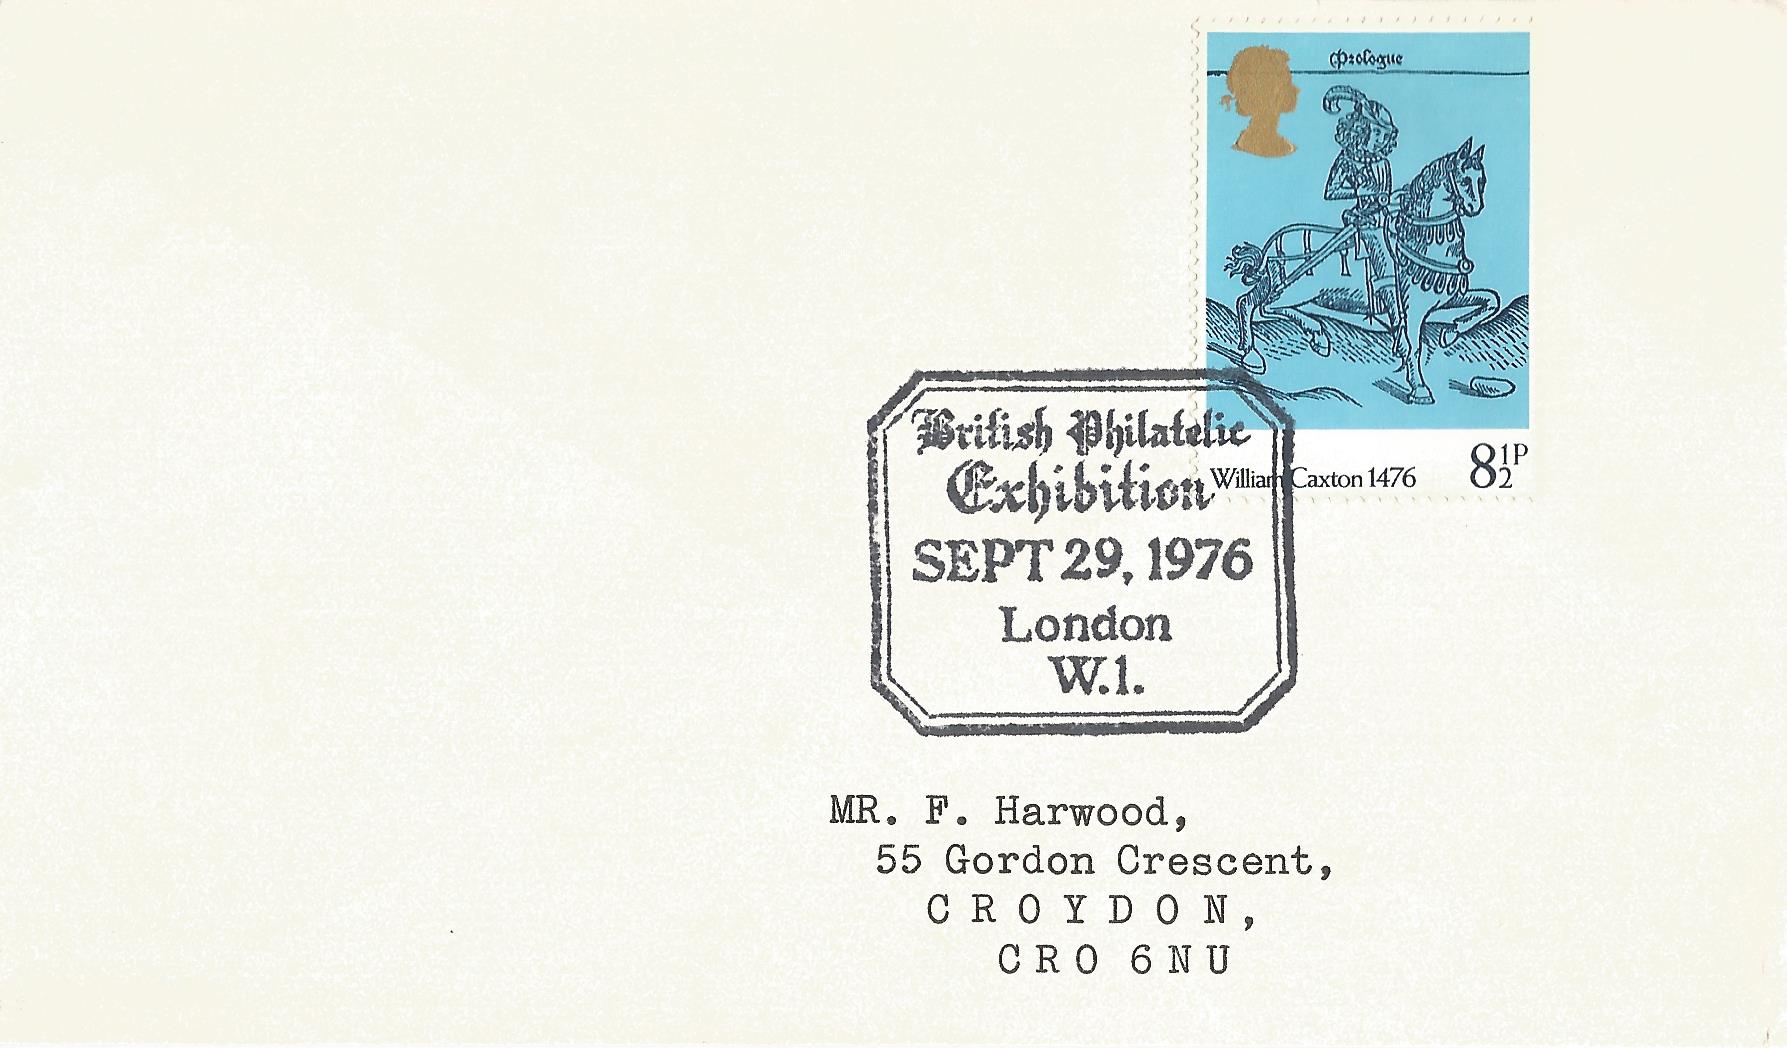 Prologue
William Caxton 1476
8½P
British Philatelic
Exhibition
SEPT 29, 1976
London
W.1.
MR. F. Harwood,
55 Gordon Crescent,
CROYDON,
CRO 6NU